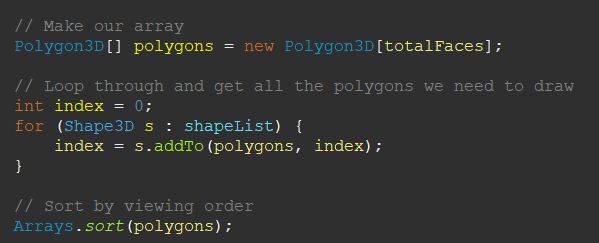 // Make our array
Polygon3D[] polygons = new Polygon3D[totalFaces];
// Loop through and get all the polygons we need to draw
int index = 0;
for (Shape3D s : shapeList) {
    index = s.addTo(polygons, index);
}
// Sort by viewing order
Arrays.sort(polygons);